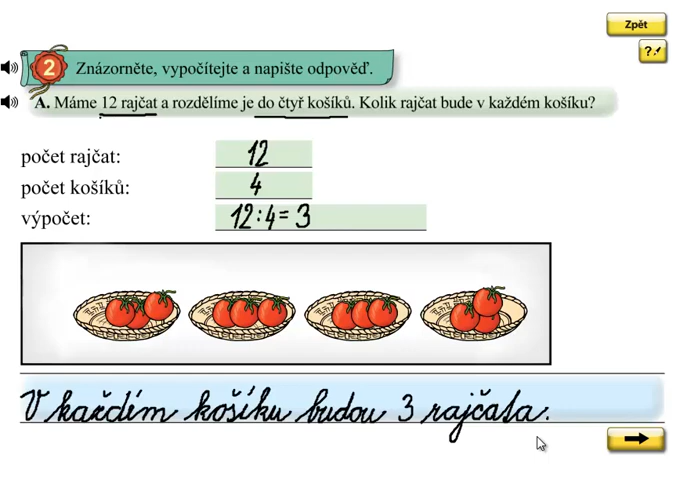 Zpět
?
2 Znázorněte, vypočítejte a napište odpověď.
A. Máme 12 rajčat a rozdělíme je do čtyř košíků. Kolik rajčat bude v každém košíku?
počet rajčat: 12
počet košíků: 4
výpočet: 12:4=3
V každém košíku budou 3 rajčata.